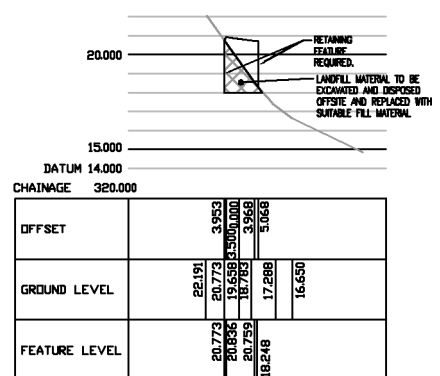 20.000
RETAINING
FEATURE
REQUIRED.
LANDFILL MATERIAL TO BE
EXCAVATED AND DISPOSED
OFFSITE AND REPLACED WITH
SUITABLE FILL MATERIAL
15.000
DATUM 14.000
CHAINAGE 320.000
OFFSET 3.953 3.500 0.000 3.968 5.068
GROUND LEVEL 22.191 20.773 19.658 18.783 17.288 16.650
FEATURE LEVEL 20.773 20.836 20.759 18.248